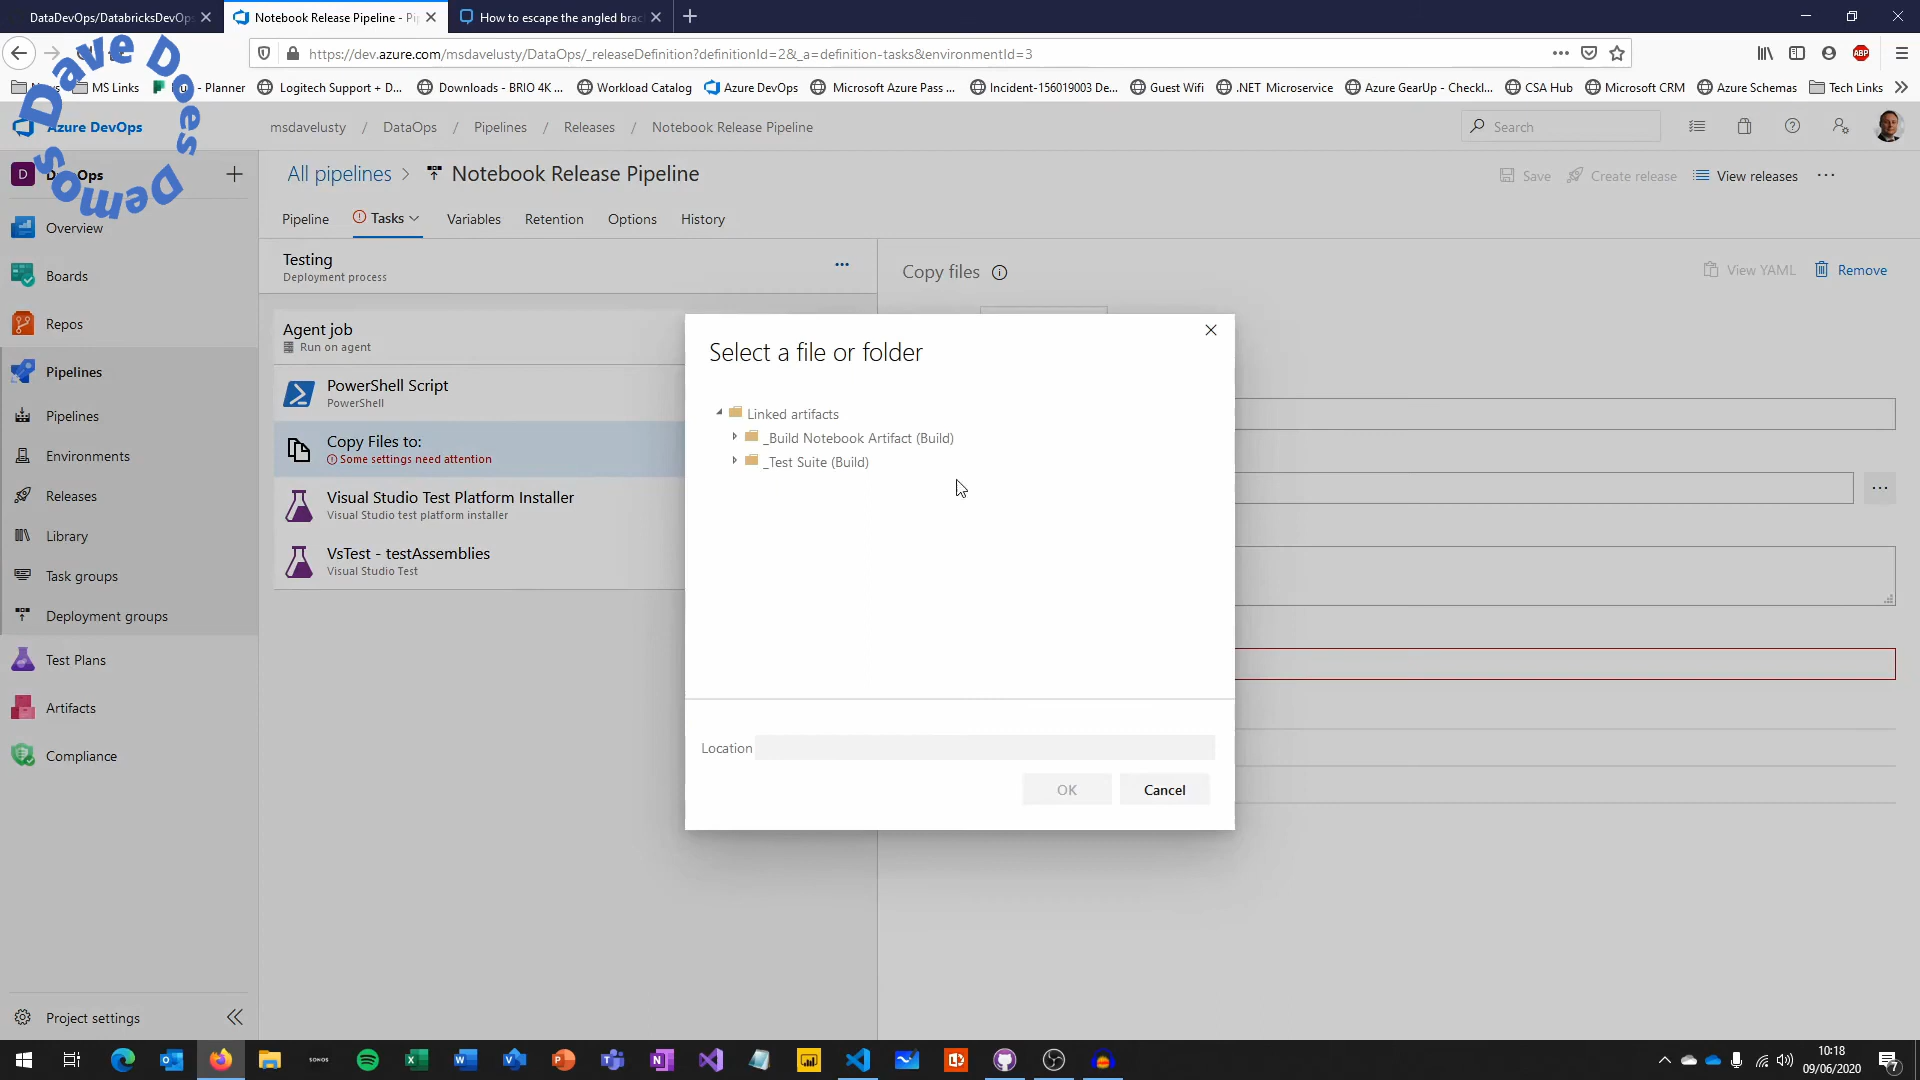 DataDevOps/DatabricksDevOps
Notebook Release Pipeline - Pip
How to escape the angled brac
https://dev.azure.com/msdavelusty/DataOps/_releaseDefinition?definitionId=2&_a=definition-tasks&environmentId=3
ABP
MS Links
- Planner
Logitech Support + D...
Downloads - BRIO 4K ...
Workload Catalog
Azure DevOps
Microsoft Azure Pass ...
Incident-156019003 De...
Guest Wifi
.NET Microservice
Azure GearUp - Checkl...
CSA Hub
Microsoft CRM
Azure Schemas
Tech Links
Dave Does Demos
Azure DevOps
msdavelusty / DataOps / Pipelines / Releases / Notebook Release Pipeline
Search
D
DataOps
All pipelines > Notebook Release Pipeline
Save
Create release
View releases
Pipeline
Tasks
Variables
Retention
Options
History
Overview
Boards
Repos
Pipelines
Pipelines
Environments
Releases
Library
Task groups
Deployment groups
Test Plans
Artifacts
Compliance
Project settings
Testing
Deployment process
Agent job
Run on agent
PowerShell Script
PowerShell
Copy Files to:
Some settings need attention
Visual Studio Test Platform Installer
Visual Studio test platform installer
VsTest - testAssemblies
Visual Studio Test
Copy files
View YAML
Remove
Select a file or folder
Linked artifacts
_Build Notebook Artifact (Build)
_Test Suite (Build)
Location
OK
Cancel
SONOS
10:18
09/06/2020
7